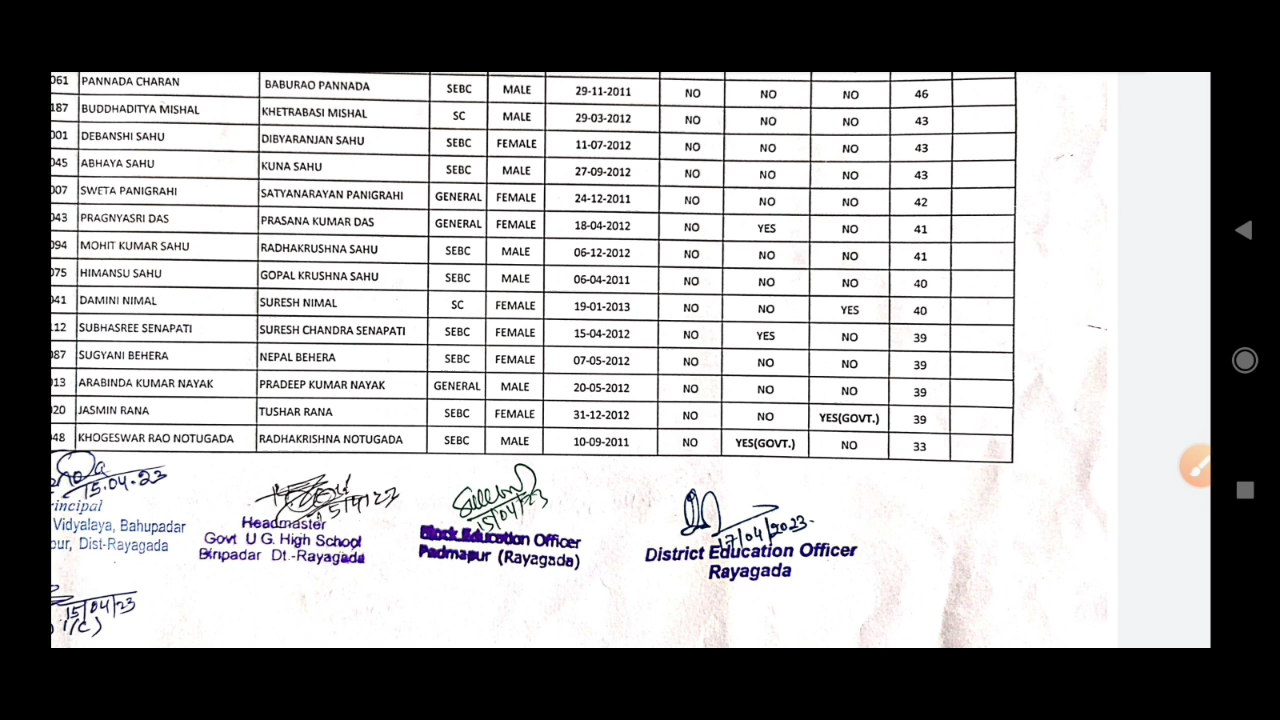 061 PANNADA CHARAN BABURAO PANNADA SEBC MALE 29-11-2011 NO NO NO 46
187 BUDDHADITYA MISHAL KHETRABASI MISHAL SC MALE 29-03-2012 NO NO NO 43
001 DEBANSHI SAHU DIBYARANJAN SAHU SEBC FEMALE 11-07-2012 NO NO NO 43
045 ABHAYA SAHU KUNA SAHU SEBC MALE 27-09-2012 NO NO NO 43
007 SWETA PANIGRAHI SATYANARAYAN PANIGRAHI GENERAL FEMALE 24-12-2011 NO NO NO 42
043 PRAGNYASRI DAS PRASANA KUMAR DAS GENERAL FEMALE 18-04-2012 NO YES NO 41
094 MOHIT KUMAR SAHU RADHAKRUSHNA SAHU SEBC MALE 06-12-2012 NO NO NO 41
075 HIMANSU SAHU GOPAL KRUSHNA SAHU SEBC MALE 06-04-2011 NO NO NO 40
041 DAMINI NIMAL SURESH NIMAL SC FEMALE 19-01-2013 NO NO YES 40
112 SUBHASREE SENAPATI SURESH CHANDRA SENAPATI SEBC FEMALE 15-04-2012 NO YES NO 39
087 SUGYANI BEHERA NEPAL BEHERA SEBC FEMALE 07-05-2012 NO NO NO 39
013 ARABINDA KUMAR NAYAK PRADEEP KUMAR NAYAK GENERAL MALE 20-05-2012 NO NO NO 39
020 JASMIN RANA TUSHAR RANA SEBC FEMALE 31-12-2012 NO NO YES(GOVT.) 39
48 KHOGESWAR RAO NOTUGADA RADHAKRISHNA NOTUGADA SEBC MALE 10-09-2011 NO YES(GOVT.) NO 33
15.04.23
rincipal
Vidyalaya, Bahupadar
pur, Dist-Rayagada
15/04/23
Headmaster
Govt U G. High School
Biripadar Dt.-Rayagada
15/04/23
Block Education Officer
Padmapur (Rayagada)
17/04/2023
District Education Officer
Rayagada